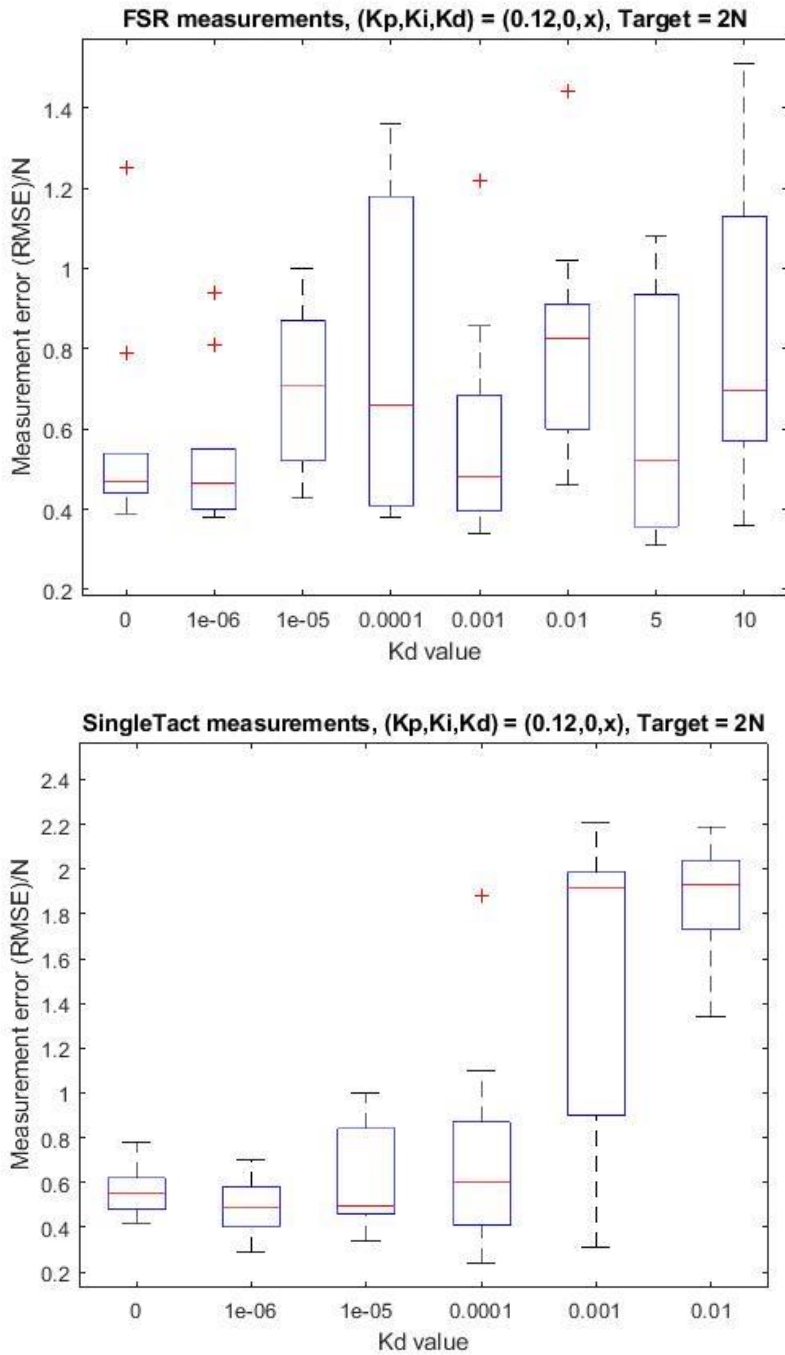 FSR measurements, (Kp,Ki,Kd) = (0.12,0,x), Target = 2N
Measurement error (RMSE)/N
1.4
1.2
1
0.8
0.6
0.4
0.2
0 1e-06 1e-05 0.0001 0.001 0.01 5 10
Kd value
SingleTact measurements, (Kp,Ki,Kd) = (0.12,0,x), Target = 2N
Measurement error (RMSE)/N
2.4
2.2
2
1.8
1.6
1.4
1.2
1
0.8
0.6
0.4
0.2
0 1e-06 1e-05 0.0001 0.001 0.01
Kd value